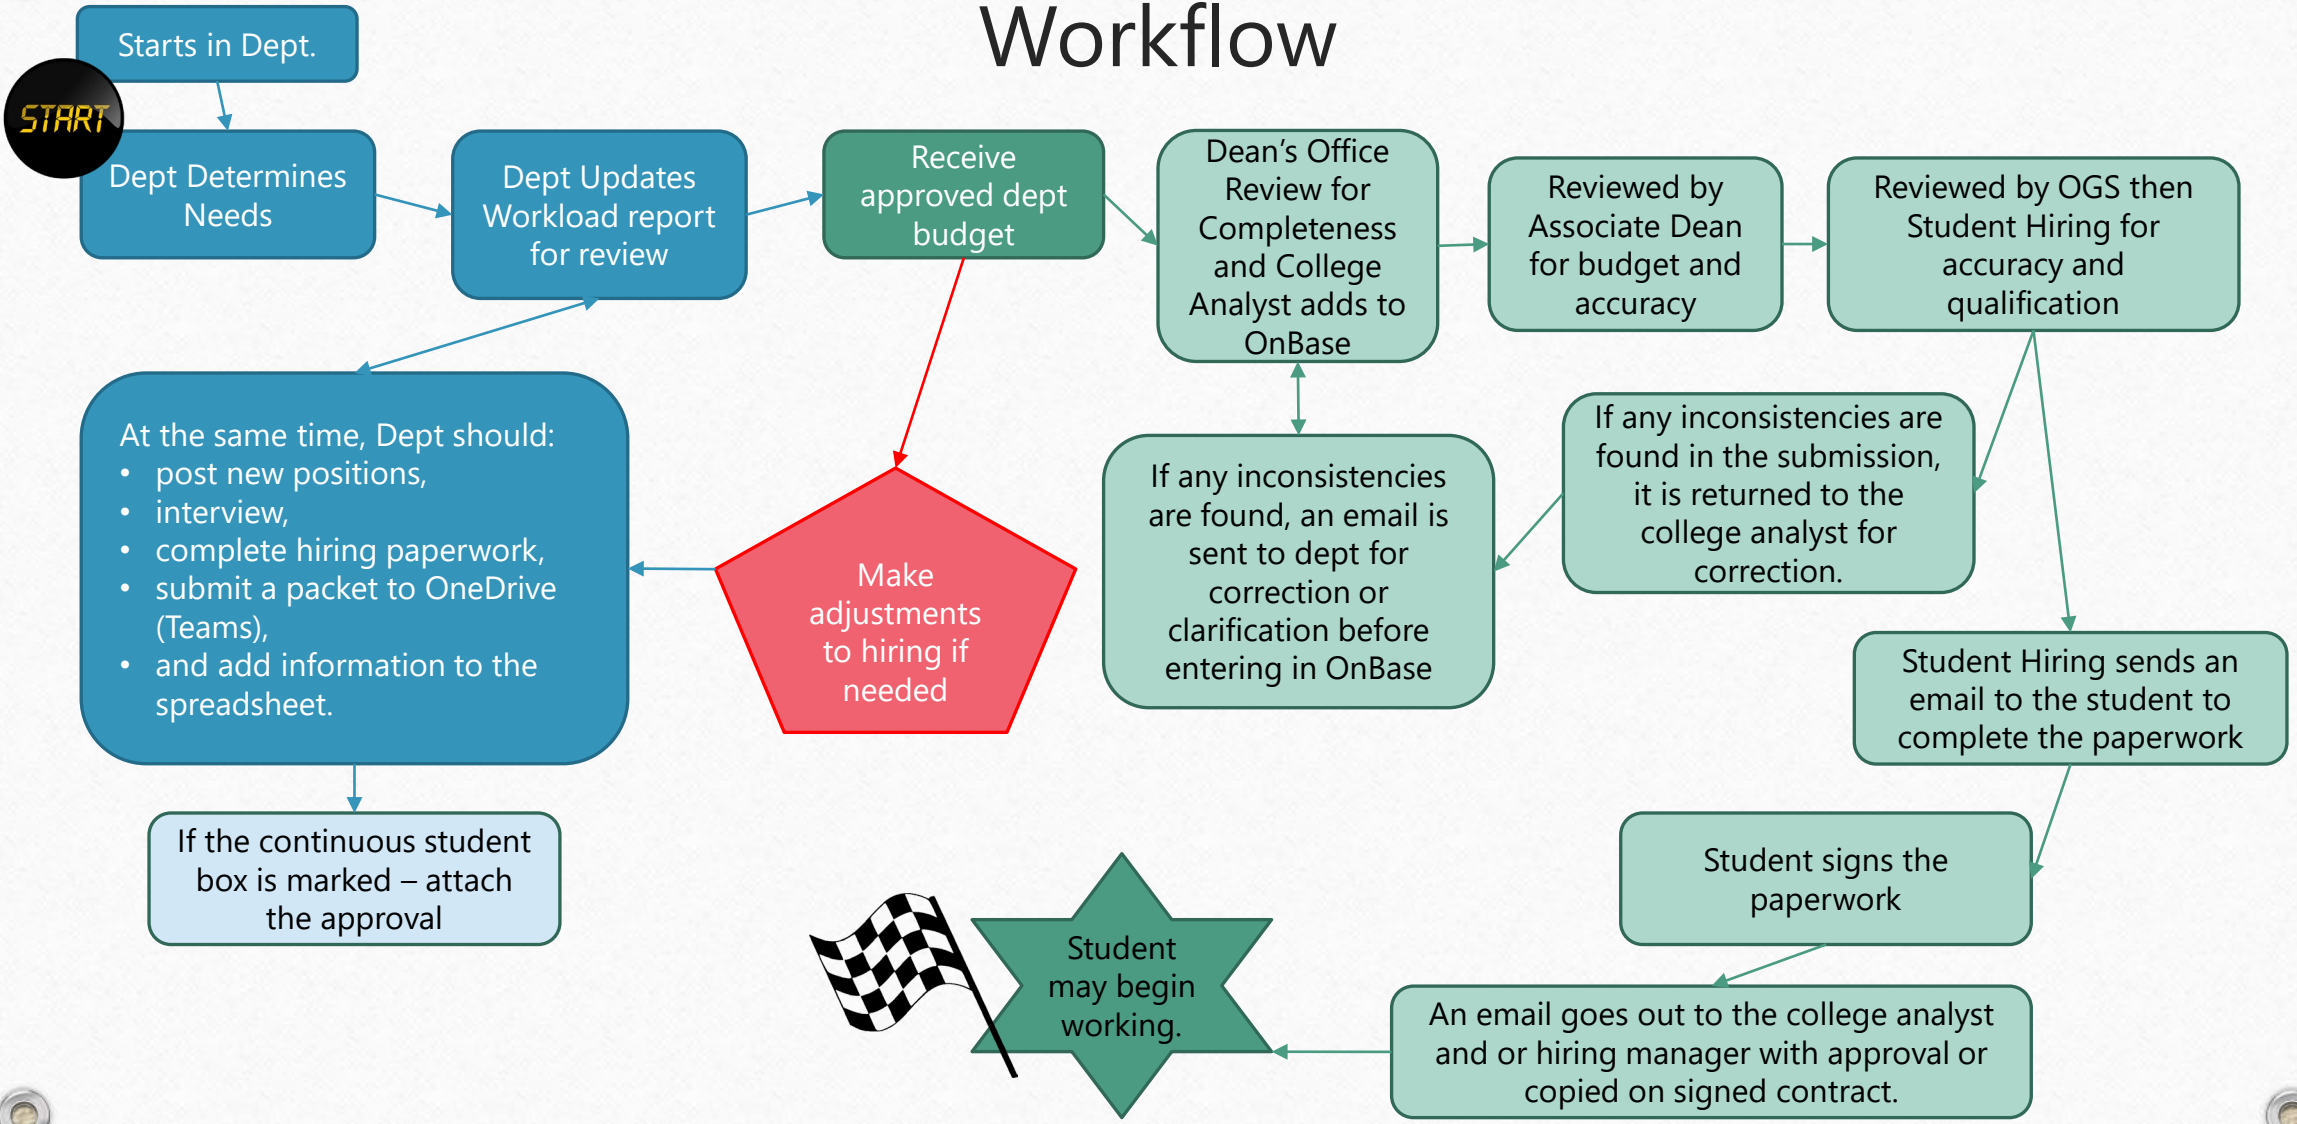 Workflow
Starts in Dept.
START
Dept Determines
Needs
Dept Updates
Workload report
for review
Receive
approved dept
budget
Dean’s Office
Review for
Completeness
and College
Analyst adds to
OnBase
Reviewed by
Associate Dean
for budget and
accuracy
Reviewed by OGS then
Student Hiring for
accuracy and
qualification
At the same time, Dept should:
• post new positions,
• interview,
• complete hiring paperwork,
• submit a packet to OneDrive
(Teams),
• and add information to the
spreadsheet.
Make
adjustments
to hiring if
needed
If any inconsistencies
are found, an email is
sent to dept for
correction or
clarification before
entering in OnBase
If any inconsistencies are
found in the submission,
it is returned to the
college analyst for
correction.
Student Hiring sends an
email to the student to
complete the paperwork
If the continuous student
box is marked – attach
the approval
Student signs the
paperwork
Student
may begin
working.
An email goes out to the college analyst
and or hiring manager with approval or
copied on signed contract.